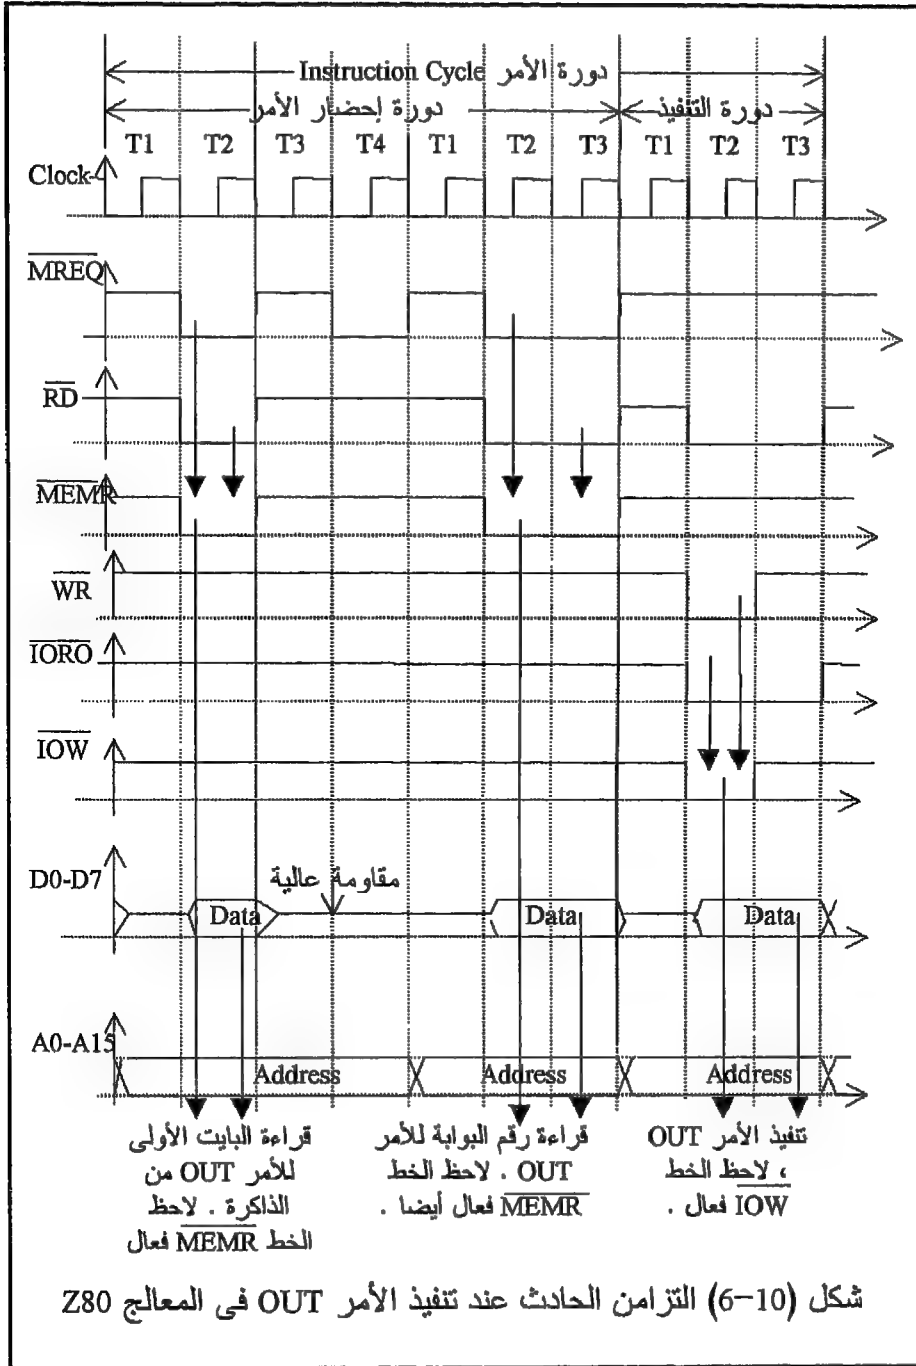 دورة الأمر Instruction Cycle
دورة إحضار الأمر
دورة التنفيذ
T1 T2 T3 T4 T1 T2 T3 T1 T2 T3
Clock
MREQ
RD
MEMR
WR
IORO
IOW
مقاومة عالية
D0-D7
Data Data Data
A0-A15
Address Address Address
قراءة البايت الأولى
للأمر OUT من
الذاكرة . لاحظ
الخط MEMR فعال
قراءة رقم البوابة للأمر
OUT . لاحظ الخط
MEMR فعال أيضا .
تنفيذ الأمر OUT
، لاحظ الخط
IOW فعال .
شكل (10-6) التزامن الحادث عند تنفيذ الأمر OUT فى المعالج Z80